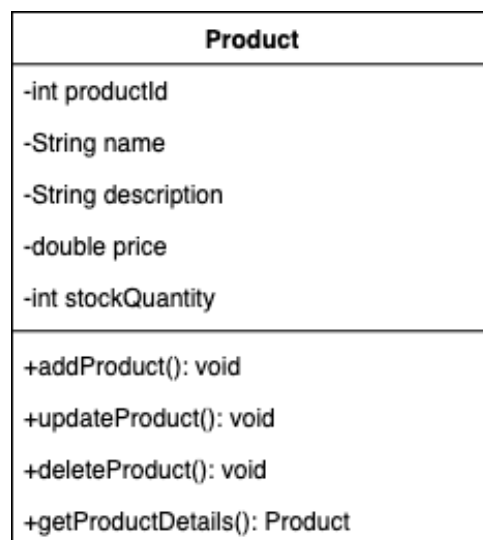 Product
-int productId
-String name
-String description
-double price
-int stockQuantity
+addProduct(): void
+updateProduct(): void
+deleteProduct(): void
+getProductDetails(): Product